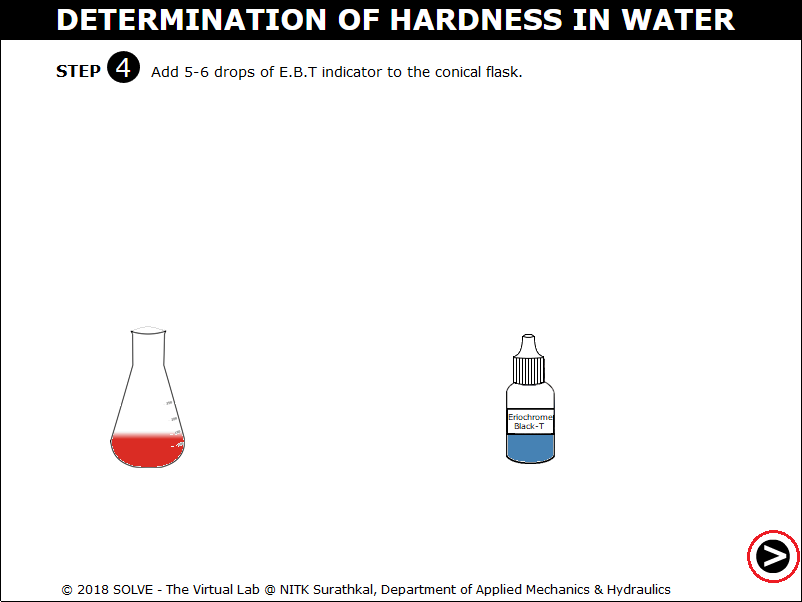 DETERMINATION OF HARDNESS IN WATER
STEP 4 Add 5-6 drops of E.B.T indicator to the conical flask.
Eriochrome
Black-T
>
© 2018 SOLVE - The Virtual Lab @ NITK Surathkal, Department of Applied Mechanics & Hydraulics